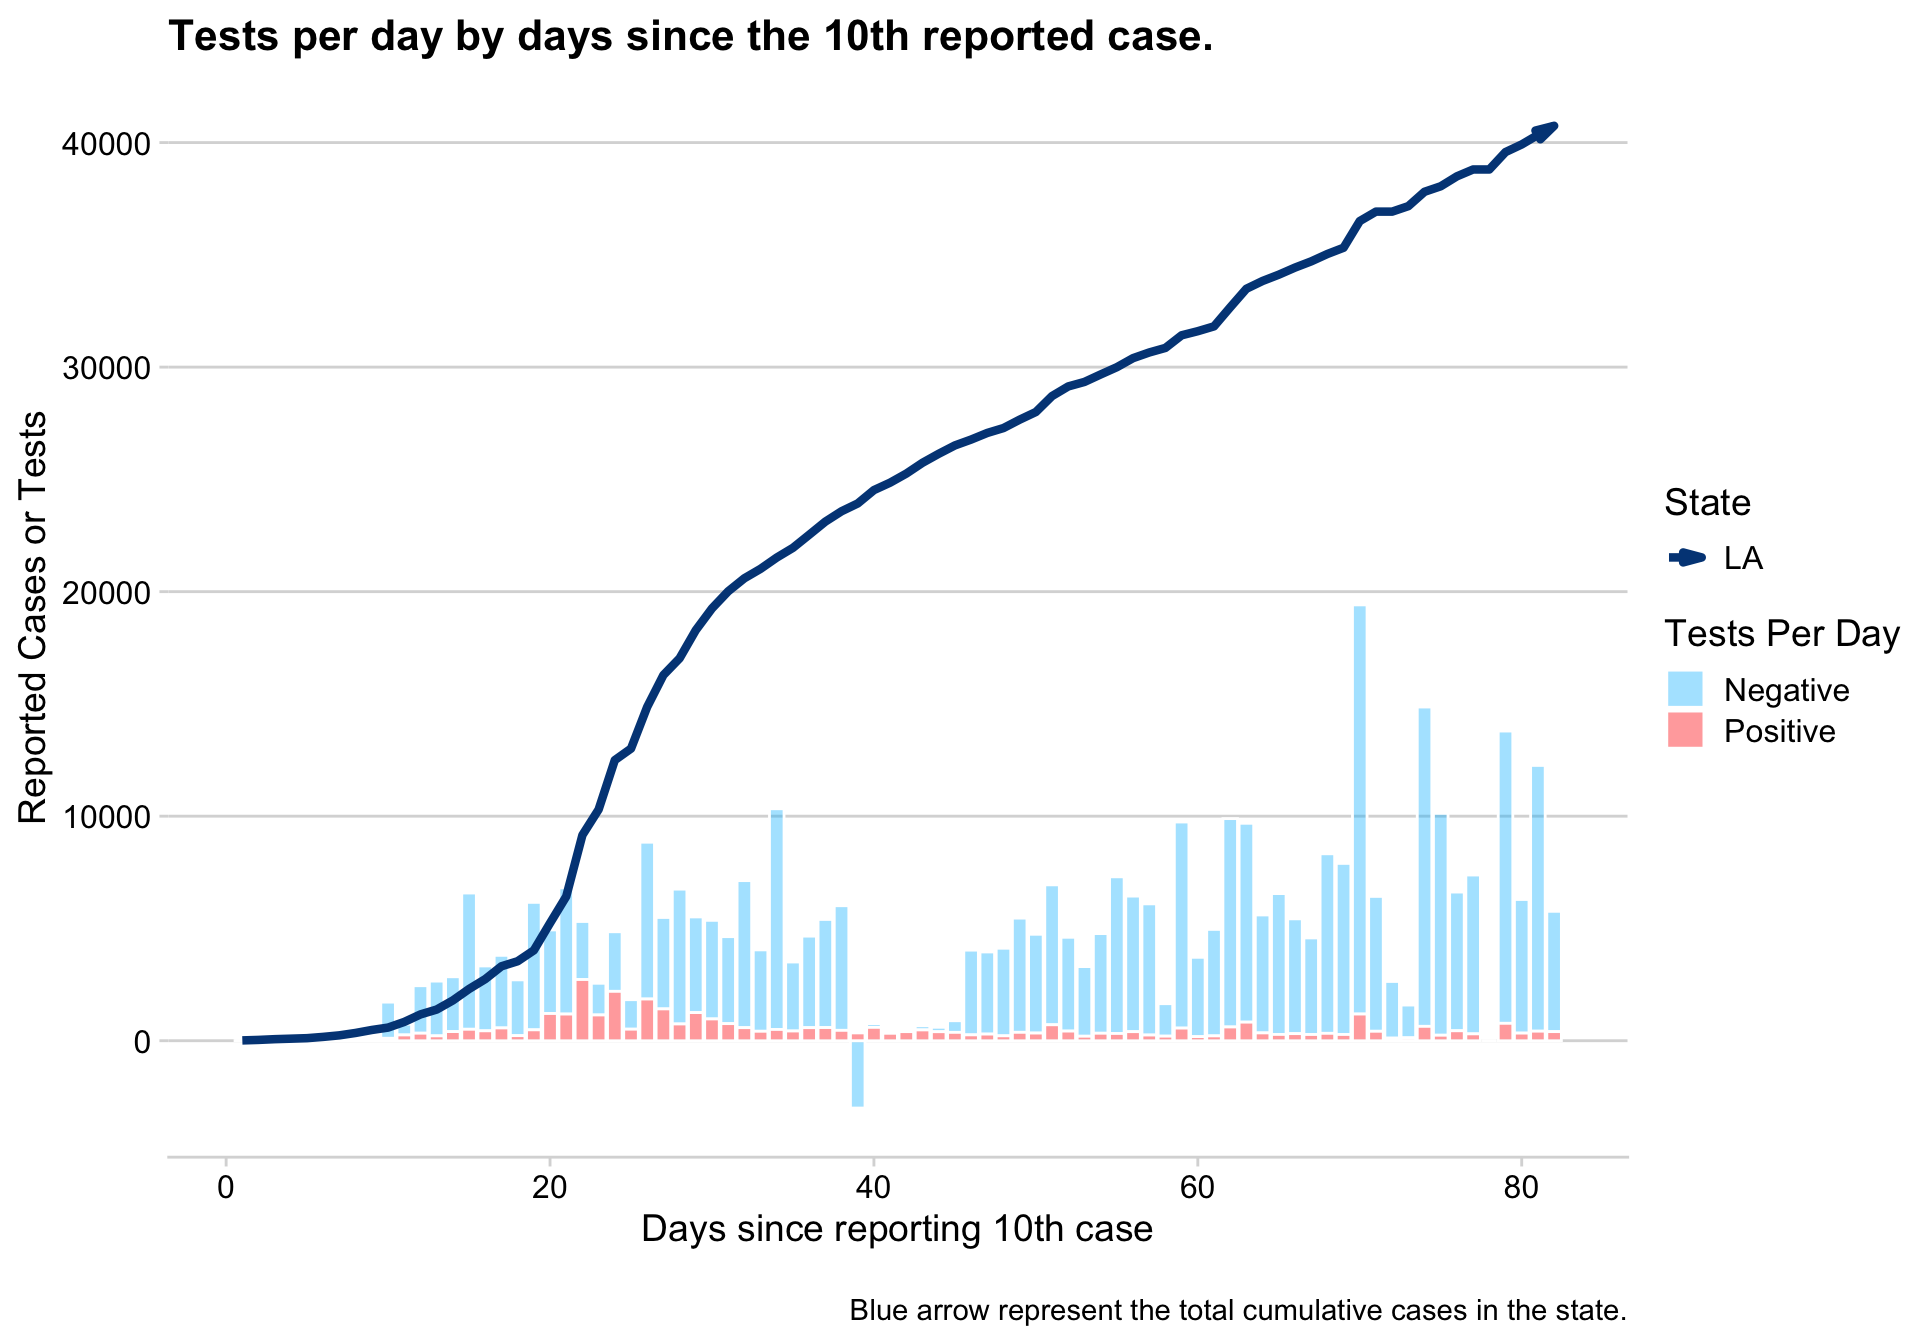 Tests per day by days since the 10th reported case.
40000
30000
20000
10000
0
Reported Cases or Tests
0
20
40
60
80
Days since reporting 10th case
State
LA
Tests Per Day
Negative
Positive
Blue arrow represent the total cumulative cases in the state.